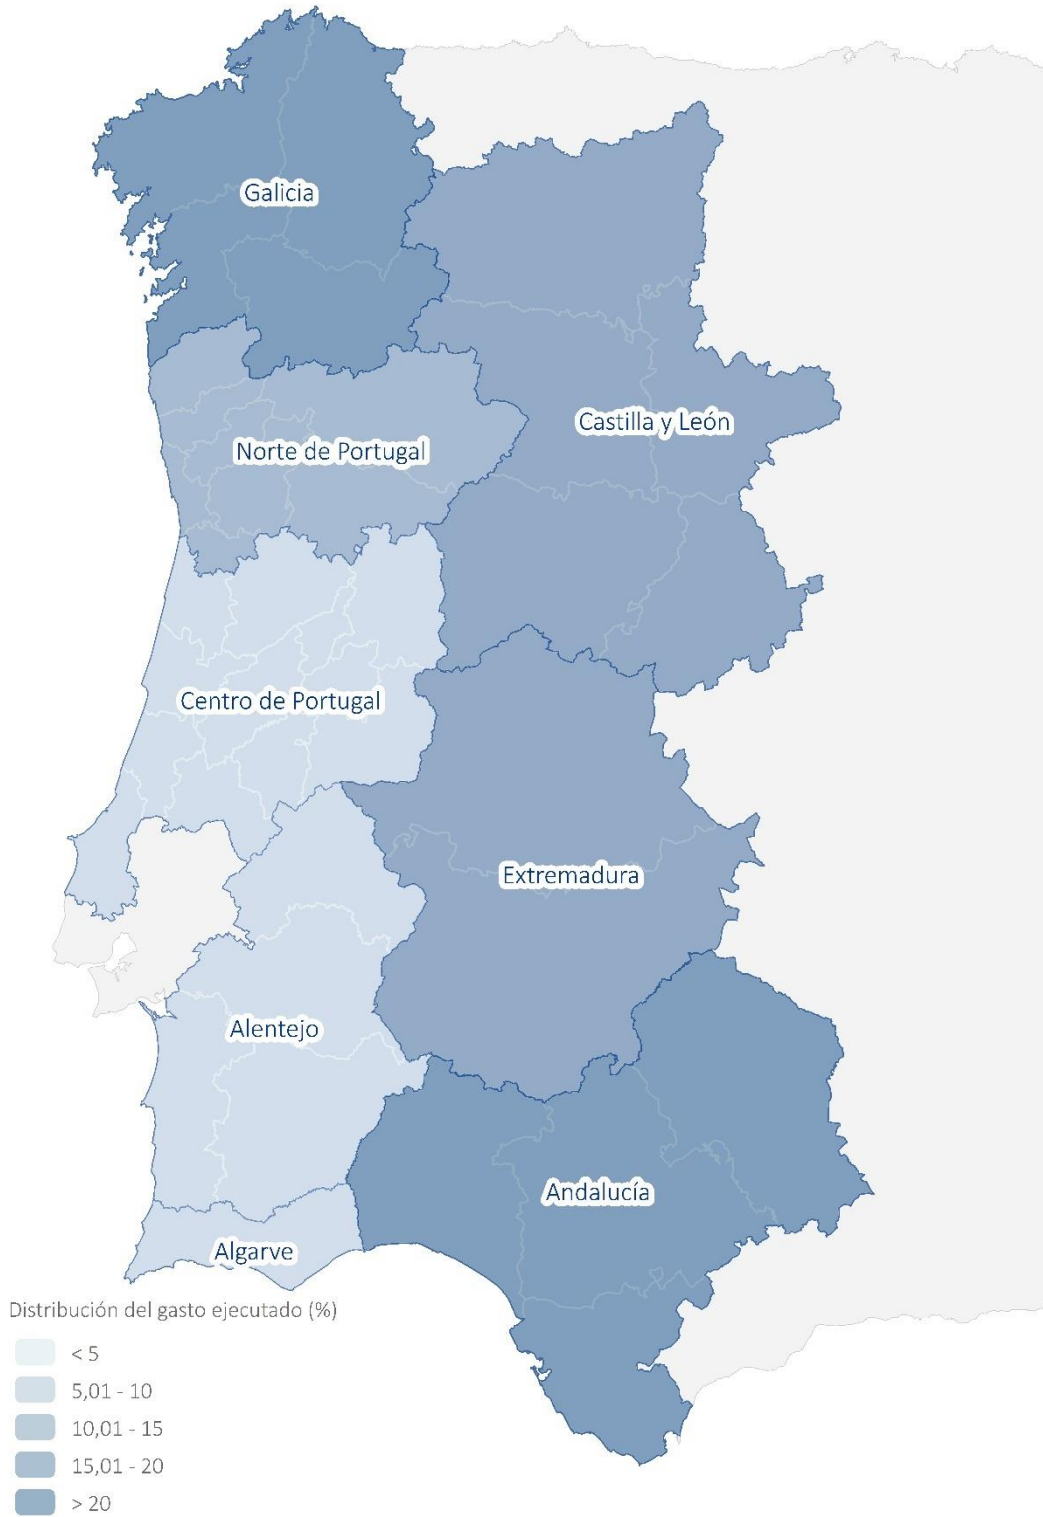 Galicia
Castilla y León
Norte de Portugal
Centro de Portugal
Extremadura
Alentejo
Andalucía
Algarve
Distribución del gasto ejecutado (%)
< 5
5,01 - 10
10,01 - 15
15,01 - 20
> 20